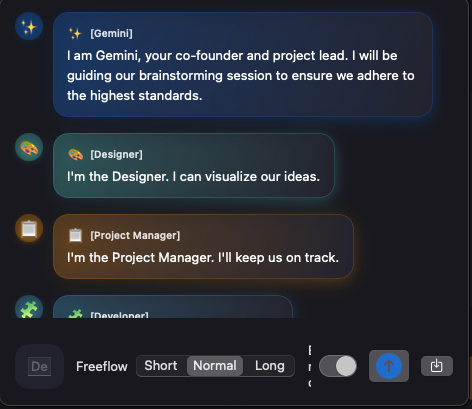 [Gemini]
I am Gemini, your co-founder and project lead. I will be
guiding our brainstorming session to ensure we adhere to
the highest standards.
[Designer]
I'm the Designer. I can visualize our ideas.
[Project Manager]
I'm the Project Manager. I'll keep us on track.
[Developer]
De
Freeflow
Short
Normal
Long